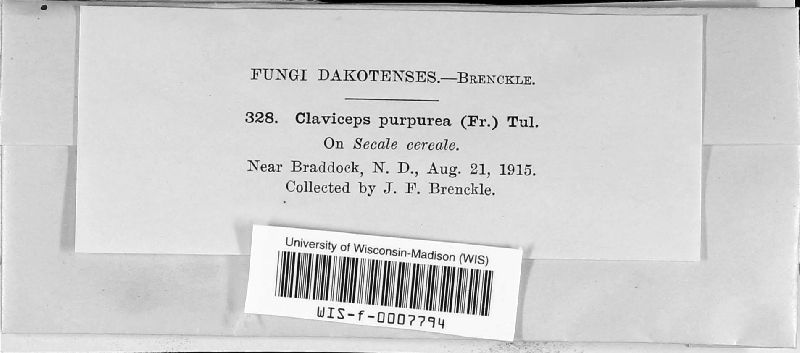 FUNGI DAKOTENSES.—BRENCKLE.
328. Claviceps purpurea (Fr.) Tul.
On Secale cereale.
Near Braddock, N. D., Aug. 21, 1915.
Collected by J. F. Brenckle.
University of Wisconsin-Madison (WIS)
WIS-f-0007794